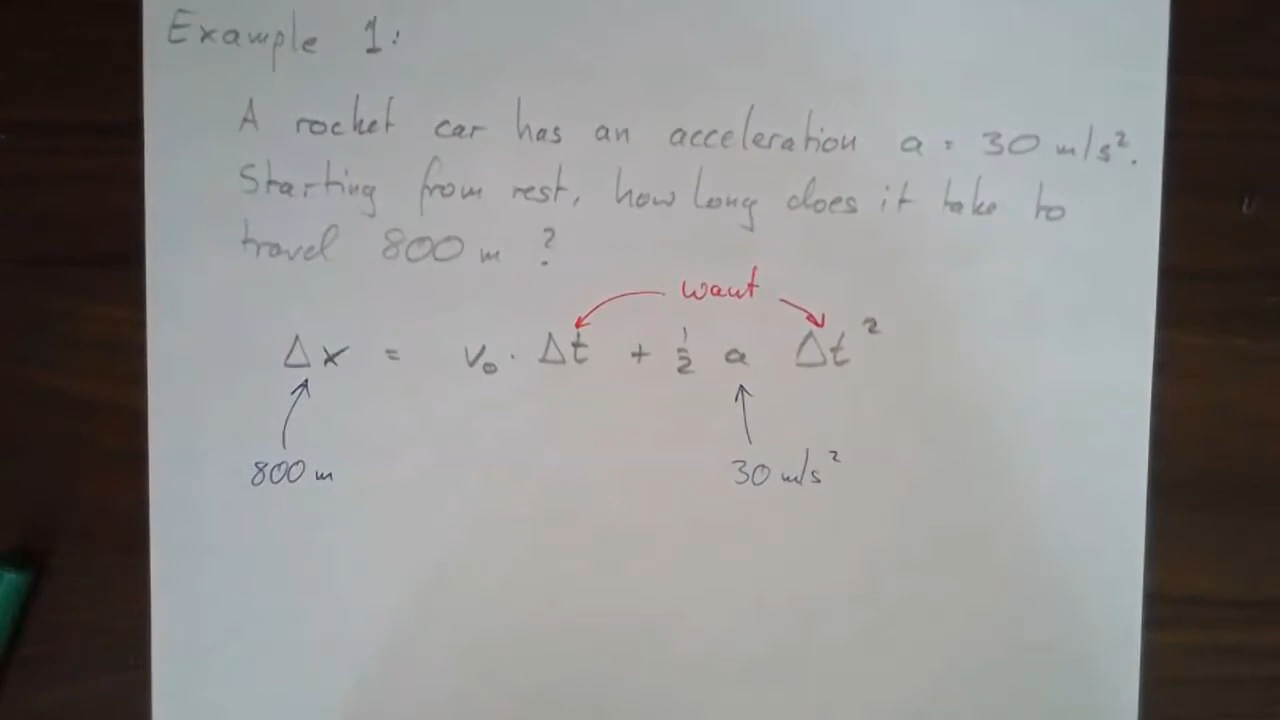 Example 1:
A rocket car has an acceleration a = 30 m/s².
Starting from rest, how long does it take to
travel 800 m ?
want
Δx = v₀ · Δt + ½ a Δt²
800 m 30 m/s²